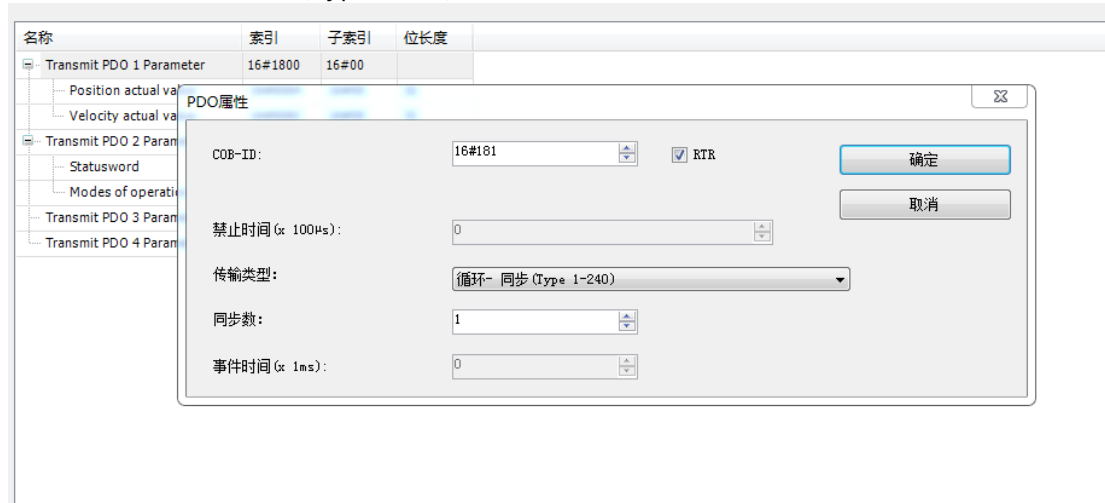 名称 索引 子索引 位长度
Transmit PDO 1 Parameter 16#1800 16#00
Position actual va
Velocity actual va
Transmit PDO 2 Param
Statusword
Modes of operati
Transmit PDO 3 Param
Transmit PDO 4 Param
PDO属性
COB-ID: 16#181 RTR 确定
取消
禁止时间(x 100μs): 0
传输类型: 循环- 同步(Type 1-240)
同步数: 1
事件时间(x 1ms): 0